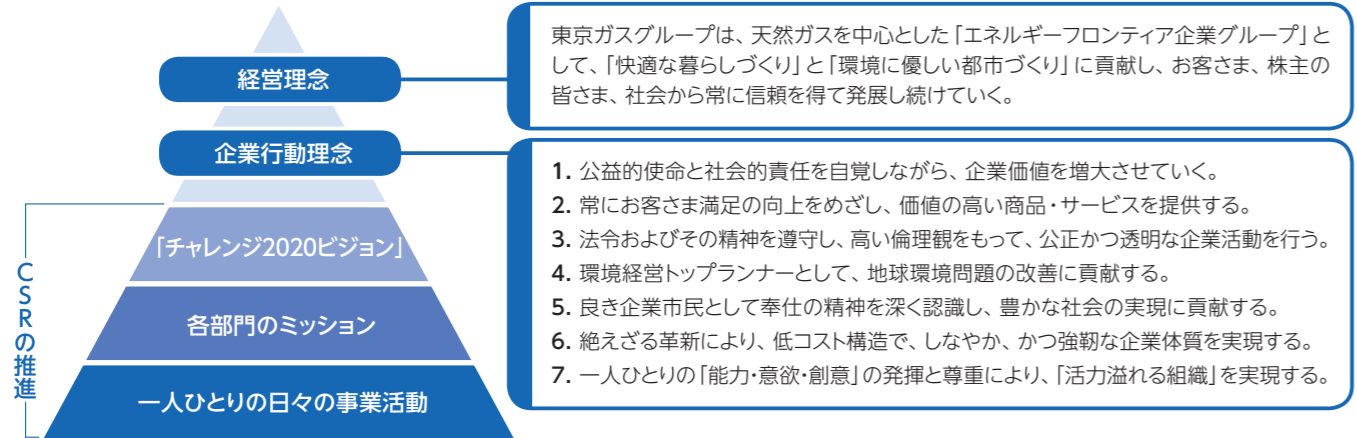 経営理念
東京ガスグループは、天然ガスを中心とした「エネルギーフロンティア企業グループ」と
して、「快適な暮らしづくり」と「環境に優しい都市づくり」に貢献し、お客さま、株主の
皆さま、社会から常に信頼を得て発展し続けていく。
企業行動理念
1. 公益的使命と社会的責任を自覚しながら、企業価値を増大させていく。
2. 常にお客さま満足の向上をめざし、価値の高い商品・サービスを提供する。
3. 法令およびその精神を遵守し、高い倫理観をもって、公正かつ透明な企業活動を行う。
4. 環境経営トップランナーとして、地球環境問題の改善に貢献する。
5. 良き企業市民として奉仕の精神を深く認識し、豊かな社会の実現に貢献する。
6. 絶えざる革新により、低コスト構造で、しなやか、かつ強靭な企業体質を実現する。
7. 一人ひとりの「能力・意欲・創意」の発揮と尊重により、「活力溢れる組織」を実現する。
CSRの推進
「チャレンジ2020ビジョン」
各部門のミッション
一人ひとりの日々の事業活動